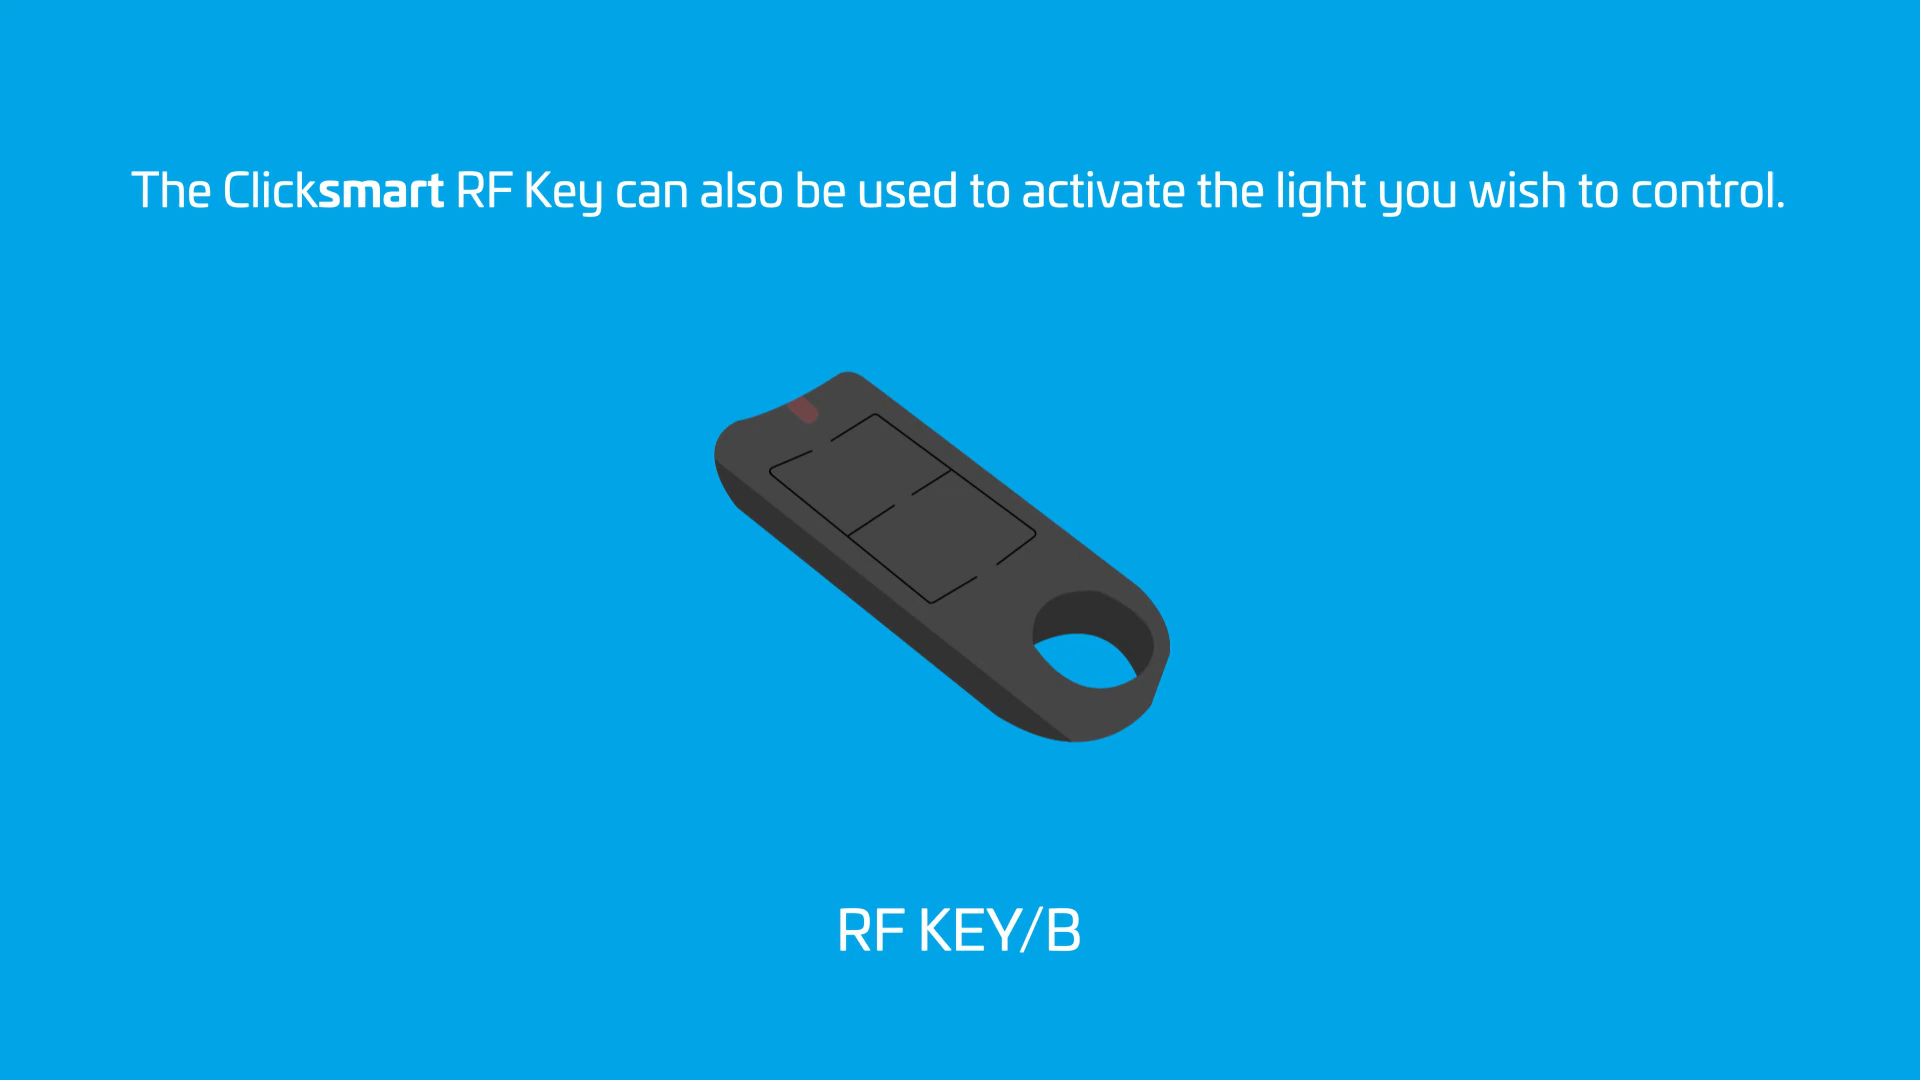 The Clicksmart RF Key can also be used to activate the light you wish to control.
RF KEY/B